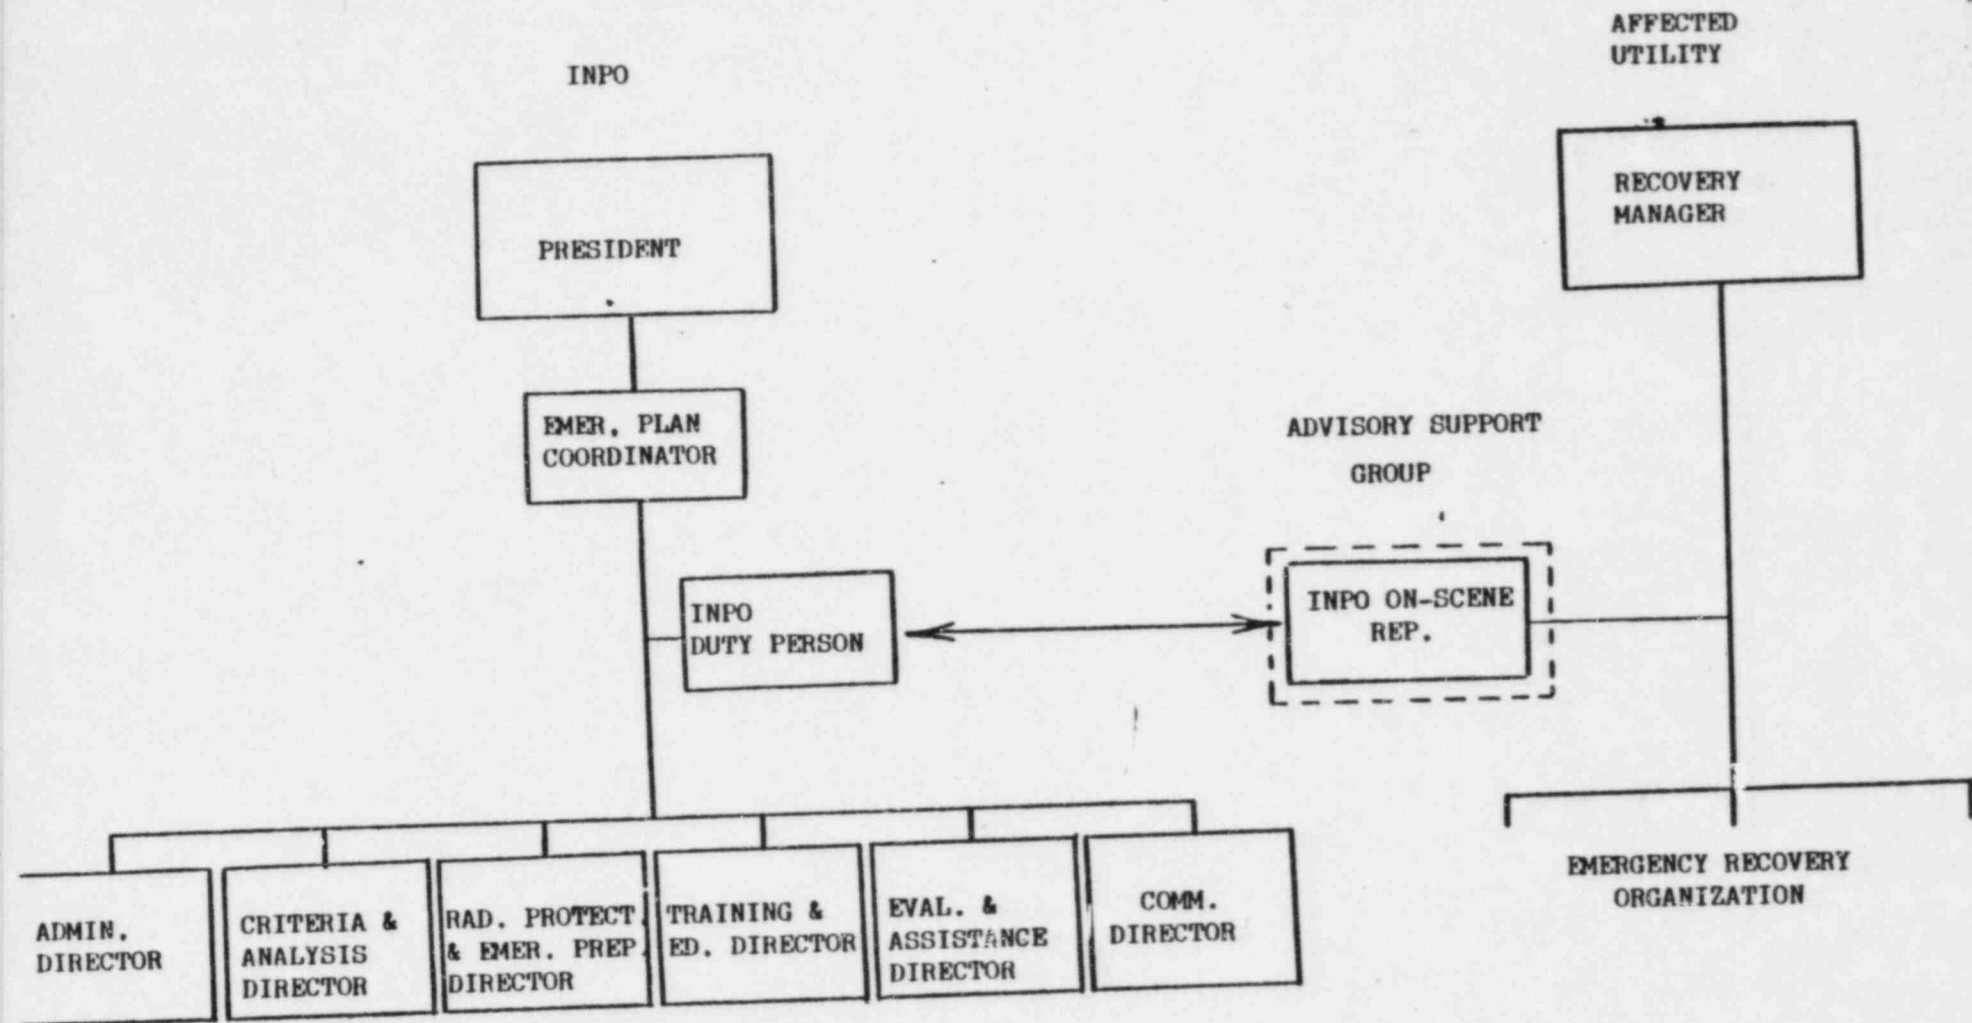 INPO
AFFECTED
UTILITY
PRESIDENT
RECOVERY
MANAGER
EMER. PLAN
COORDINATOR
ADVISORY SUPPORT
GROUP
INPO
DUTY PERSON
INPO ON-SCENE
REP.
ADMIN.
DIRECTOR
CRITERIA &
ANALYSIS
DIRECTOR
RAD. PROTECT.
& EMER. PREP.
DIRECTOR
TRAINING &
ED. DIRECTOR
EVAL. &
ASSISTANCE
DIRECTOR
COMM.
DIRECTOR
EMERGENCY RECOVERY
ORGANIZATION